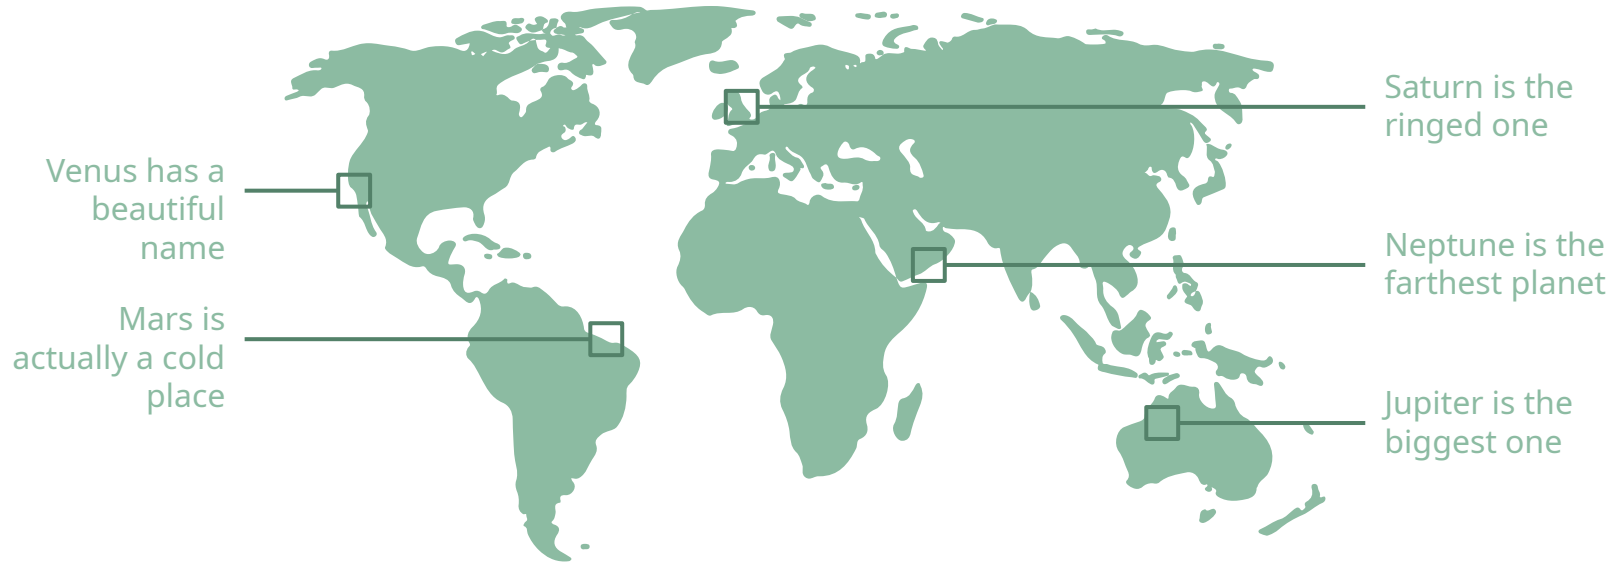 Venus has a
beautiful
name
Mars is
actually a cold
place
Saturn is the
ringed one
Neptune is the
farthest planet
Jupiter is the
biggest one